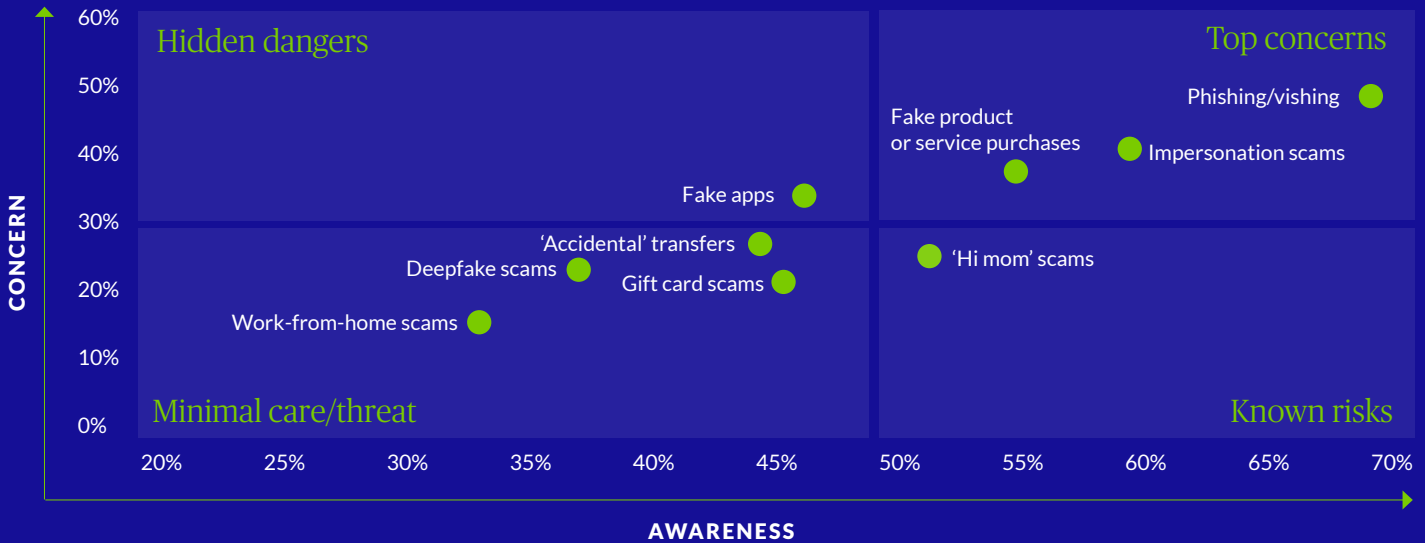 60%
Hidden dangers
Top concerns
50%
Phishing/vishing
Fake product
or service purchases
40%
Impersonation scams
Fake apps
30%
‘Accidental’ transfers
‘Hi mom’ scams
Deepfake scams
20%
Gift card scams
Work-from-home scams
10%
Minimal care/threat
Known risks
0%
CONCERN
20% 25% 30% 35% 40% 45% 50% 55% 60% 65% 70%
AWARENESS